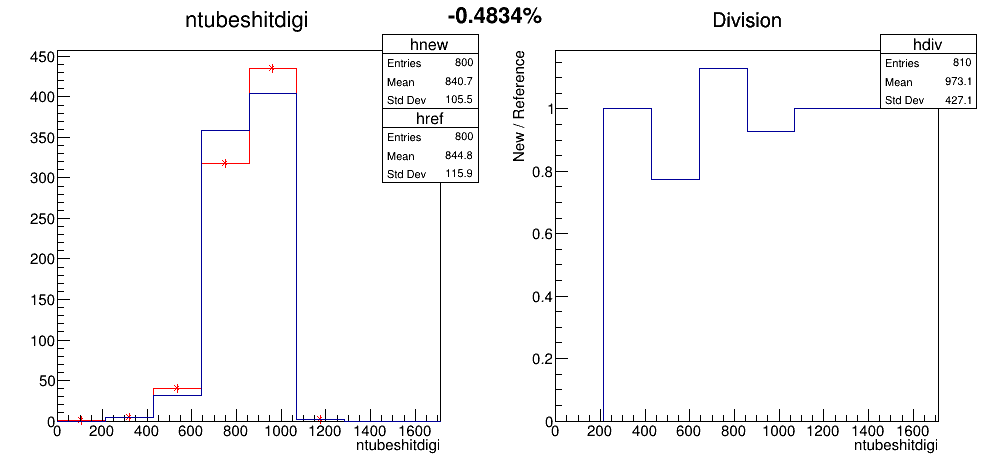 -0.4834%
ntubeshitdigi
hnew
Entries 800
Mean 840.7
Std Dev 105.5
href
Entries 800
Mean 844.8
Std Dev 115.9
450
400
350
300
250
200
150
100
50
0
0 200 400 600 800 1000 1200 1400 1600
ntubeshitdigi
Division
hdiv
Entries 810
Mean 973.1
Std Dev 427.1
New / Reference
1
0.8
0.6
0.4
0.2
0
0 200 400 600 800 1000 1200 1400 1600
ntubeshitdigi